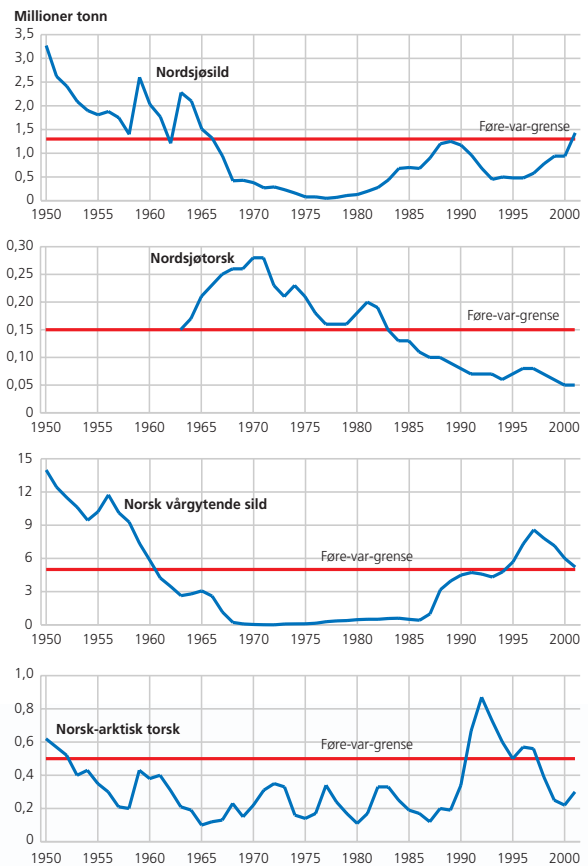 Millioner tonn
3,5
3,0
2,5
2,0
1,5
1,0
0,5
0
Nordsjøsild
Føre-var-grense
1950 1955 1960 1965 1970 1975 1980 1985 1990 1995 2000
0,30
0,25
0,20
0,15
0,10
0,05
0
Nordsjøtorsk
Føre-var-grense
1950 1955 1960 1965 1970 1975 1980 1985 1990 1995 2000
15
12
9
6
3
0
Norsk vårgytende sild
Føre-var-grense
1950 1955 1960 1965 1970 1975 1980 1985 1990 1995 2000
1,0
0,8
0,6
0,4
0,2
0
Norsk-arktisk torsk
Føre-var-grense
1950 1955 1960 1965 1970 1975 1980 1985 1990 1995 2000